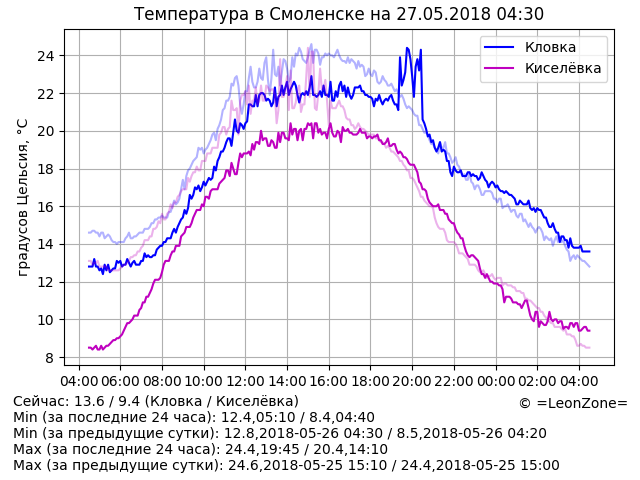 Температура в Смоленске на 27.05.2018 04:30
градусов Цельсия, °C
24
22
20
18
16
14
12
10
8
Кловка
Киселёвка
04:00 06:00 08:00 10:00 12:00 14:00 16:00 18:00 20:00 22:00 00:00 02:00 04:00
Сейчас: 13.6 / 9.4 (Кловка / Киселёвка)
© =LeonZone=
Min (за последние 24 часа): 12.4,05:10 / 8.4,04:40
Min (за предыдущие сутки): 12.8,2018-05-26 04:30 / 8.5,2018-05-26 04:20
Max (за последние 24 часа): 24.4,19:45 / 20.4,14:10
Max (за предыдущие сутки): 24.6,2018-05-25 15:10 / 24.4,2018-05-25 15:00